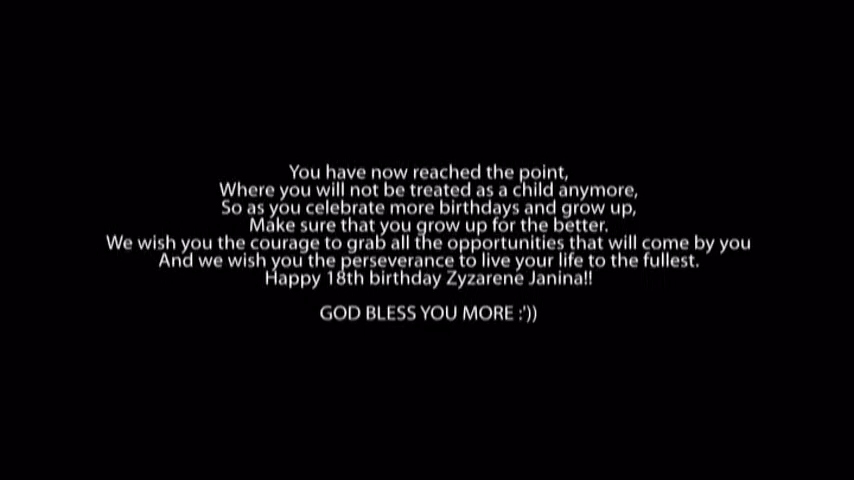 You have now reached the point,
Where you will not be treated as a child anymore,
So as you celebrate more birthdays and grow up,
Make sure that you grow up for the better.
We wish you the courage to grab all the opportunities that will come by you
And we wish you the perseverance to live your life to the fullest.
Happy 18th birthday Zyzarene Janina!!
GOD BLESS YOU MORE :'))